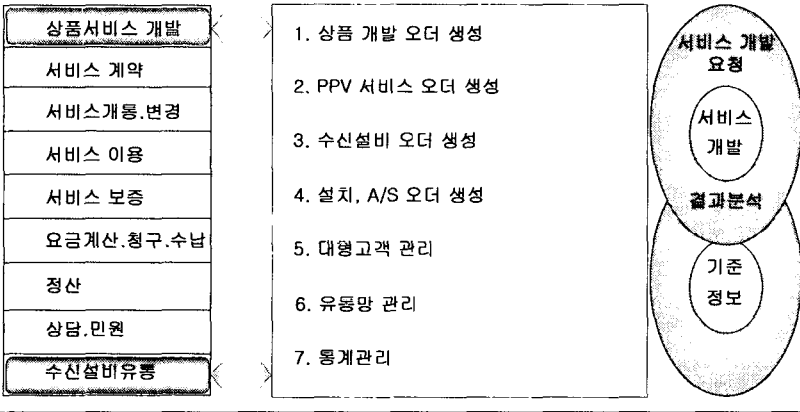 상품서비스 개발
서비스 계약
서비스개통.변경
서비스 이용
서비스 보증
요금계산.청구.수납
정산
상담.민원
수신설비유통
1. 상품 개발 오더 생성
2. PPV 서비스 오더 생성
3. 수신설비 오더 생성
4. 설치, A/S 오더 생성
5. 대형고객 관리
6. 유통망 관리
7. 통계관리
서비스 개발
요청
서비스
개발
결과분석
기준
정보